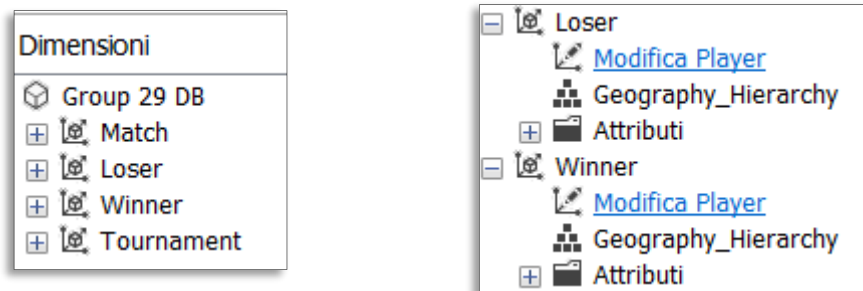 Dimensioni
Group 29 DB
Match
Loser
Winner
Tournament
Loser
Modifica Player
Geography_Hierarchy
Attributi
Winner
Modifica Player
Geography_Hierarchy
Attributi